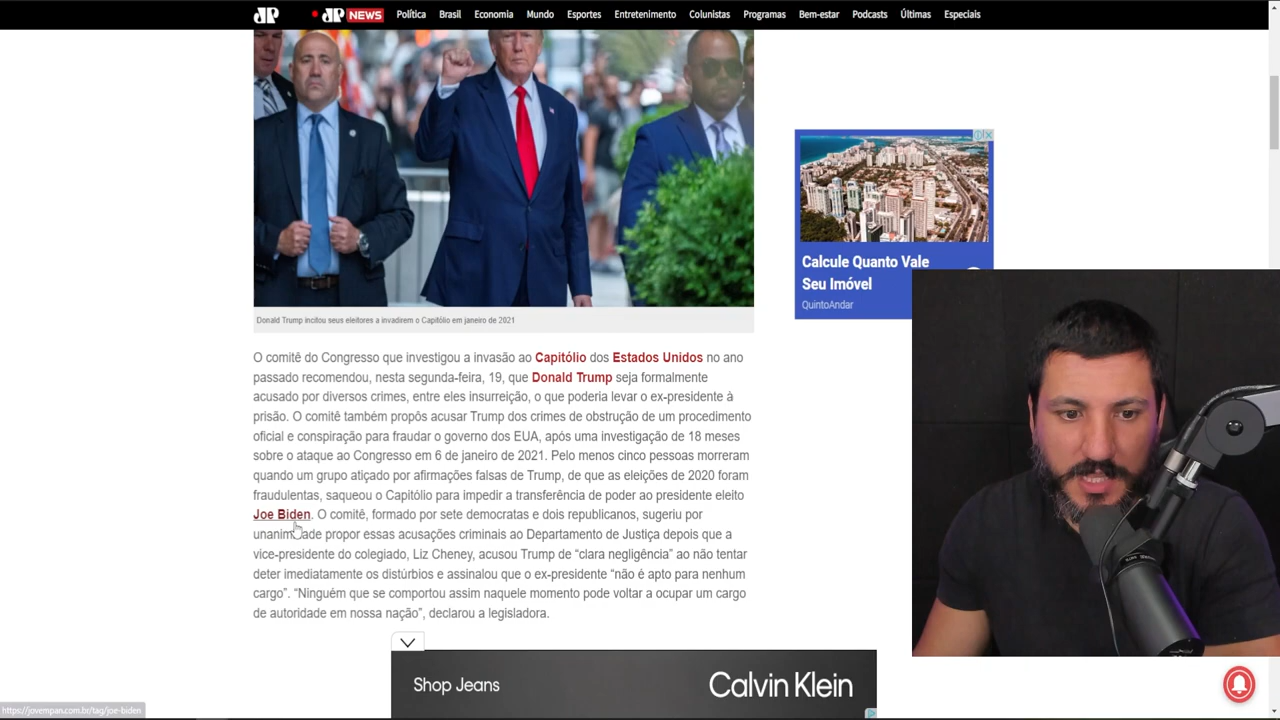 JP
JP NEWS
Política Brasil Economia Mundo Esportes Entretenimento Colunistas Programas Bem-estar Podcasts Últimas Especiais
Donald Trump incitou seus eleitores a invadirem o Capitólio em janeiro de 2021
Calcule Quanto Vale
Seu Imóvel
QuintoAndar
O comitê do Congresso que investigou a invasão ao Capitólio dos Estados Unidos no ano
passado recomendou, nesta segunda-feira, 19, que Donald Trump seja formalmente
acusado por diversos crimes, entre eles insurreição, o que poderia levar o ex-presidente à
prisão. O comitê também propôs acusar Trump dos crimes de obstrução de um procedimento
oficial e conspiração para fraudar o governo dos EUA, após uma investigação de 18 meses
sobre o ataque ao Congresso em 6 de janeiro de 2021. Pelo menos cinco pessoas morreram
quando um grupo atiçado por afirmações falsas de Trump, de que as eleições de 2020 foram
fraudulentas, saqueou o Capitólio para impedir a transferência de poder ao presidente eleito
Joe Biden. O comitê, formado por sete democratas e dois republicanos, sugeriu por
unanimidade propor essas acusações criminais ao Departamento de Justiça depois que a
vice-presidente do colegiado, Liz Cheney, acusou Trump de “clara negligência” ao não tentar
deter imediatamente os distúrbios e assinalou que o ex-presidente “não é apto para nenhum
cargo”. “Ninguém que se comportou assim naquele momento pode voltar a ocupar um cargo
de autoridade em nossa nação”, declarou a legisladora.
Shop Jeans
Calvin Klein
https://jovempan.com.br/tag/joe-biden